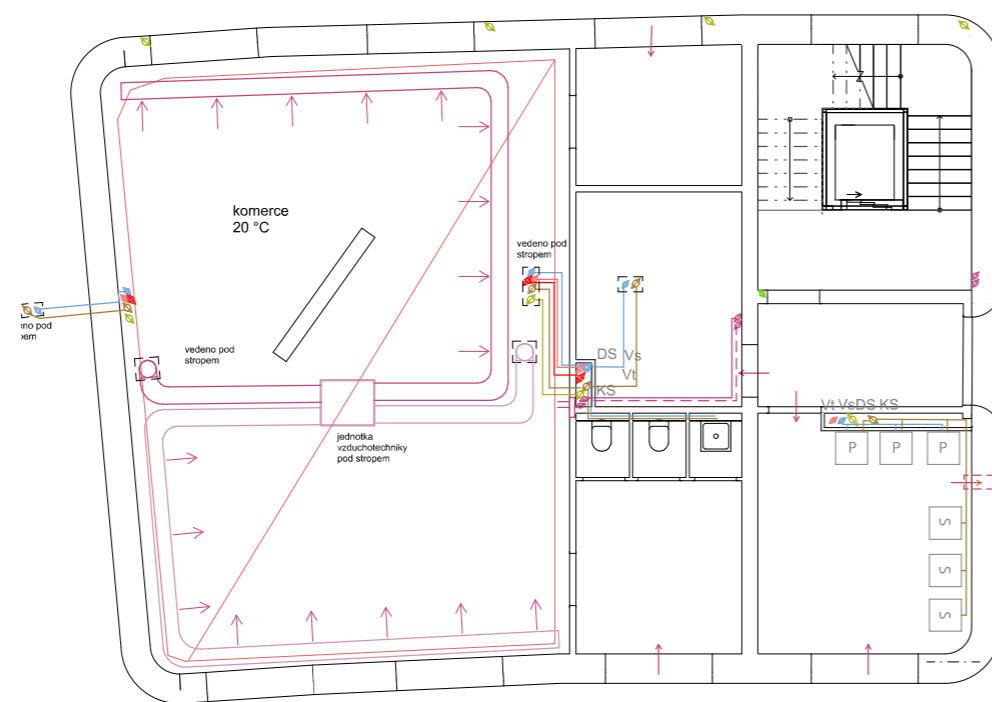 komerce
20 °C
vedeno pod
stropem
eno pod
pem
vedeno pod
stropem
DS Vs
Vt
KS
jednotka
vzduchotechniky
pod stropem
Vt VsDS KS
P P P
S
S
S